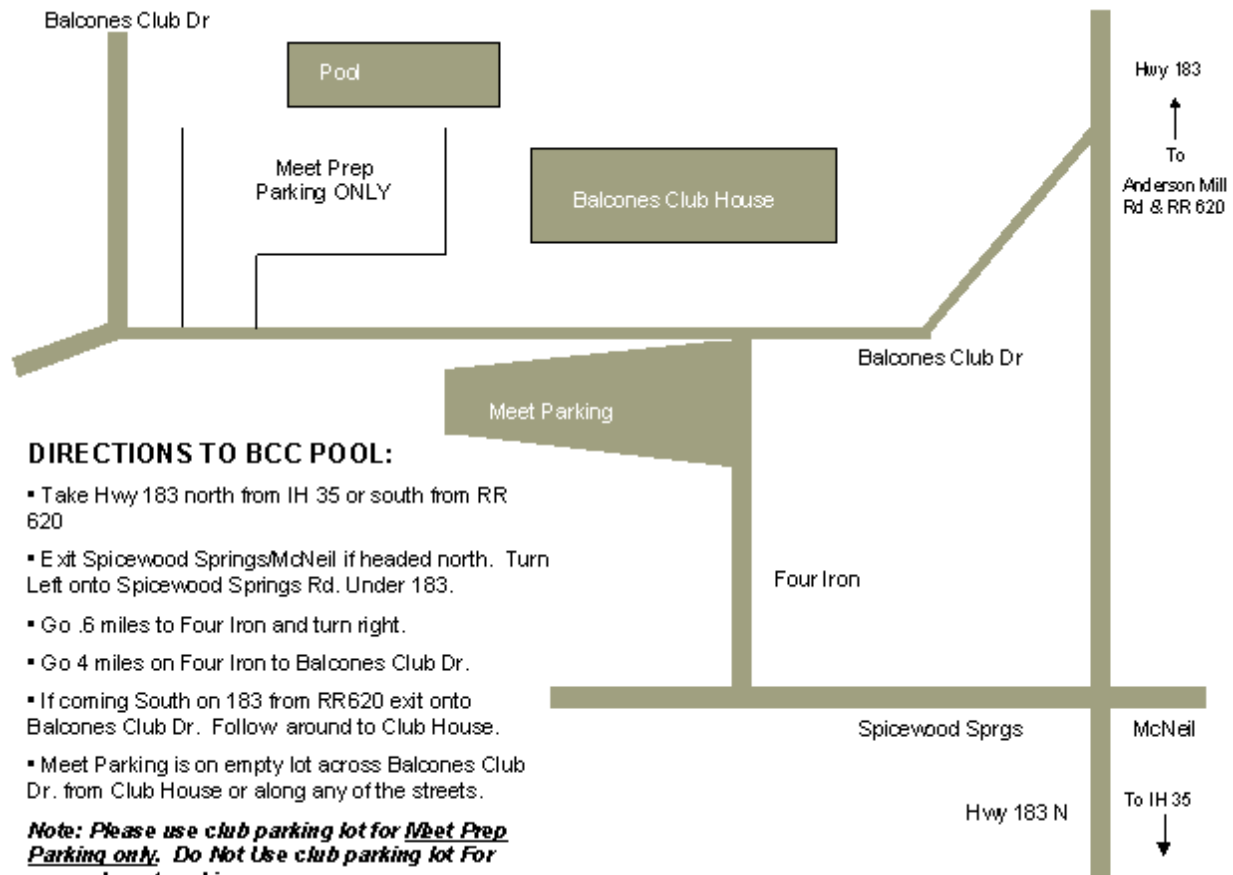 Balcones Club Dr
Pool
Hwy 183
Meet Prep
Parking ONLY
To
Anderson Mill
Rd & RR 620
Balcones Club House
Balcones Club Dr
Meet Parking
DIRECTIONS TO BCC POOL:
▪ Take Hwy 183 north from IH 35 or south from RR
620
▪ Exit Spicewood Springs/McNeil if headed north. Turn
Left onto Spicewood Springs Rd. Under 183.
▪ Go .6 miles to Four Iron and turn right.
▪ Go 4 miles on Four Iron to Balcones Club Dr.
▪ If coming South on 183 from RR620 exit onto
Balcones Club Dr. Follow around to Club House.
▪ Meet Parking is on empty lot across Balcones Club
Dr. from Club House or along any of the streets.
Note: Please use club parking lot for Meet Prep
Parking only. Do Not Use club parking lot For
Four Iron
Spicewood Sprgs
McNeil
Hwy 183 N
To IH 35